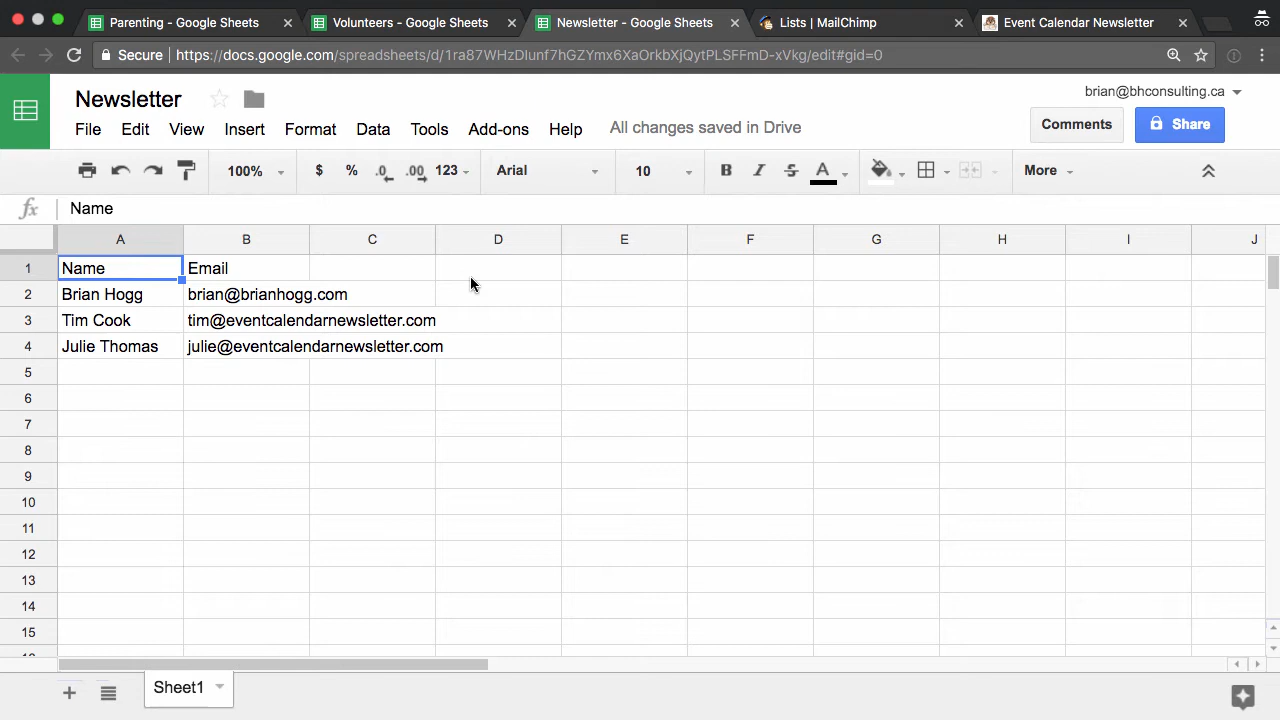 Parenting - Google Sheets Volunteers - Google Sheets Newsletter - Google Sheets Lists | MailChimp Event Calendar Newsletter
Secure https://docs.google.com/spreadsheets/d/1ra87WHzDIunf7hGZYmx6XaOrkbXjQytPLSFFmD-xVkg/edit#gid=0
Newsletter brian@bhconsulting.ca
File Edit View Insert Format Data Tools Add-ons Help All changes saved in Drive Comments Share
100% $ % .0 .00 123 Arial 10 B I S A More
fx Name
A B C D E F G H I J
1 Name Email
2 Brian Hogg brian@brianhogg.com
3 Tim Cook tim@eventcalendarnewsletter.com
4 Julie Thomas julie@eventcalendarnewsletter.com
5
6
7
8
9
10
11
12
13
14
15
Sheet1